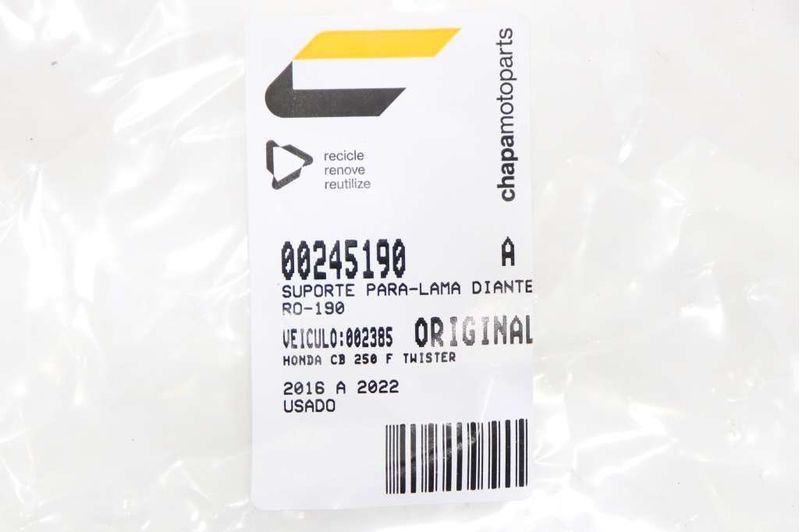 chapamotoparts
recicle
renove
reutilize
00245190 A
SUPORTE PARA-LAMA DIANTE
RO-190
VEICULO:002385 ORIGINAL
HONDA CB 250 F TWISTER
2016 A 2022
USADO